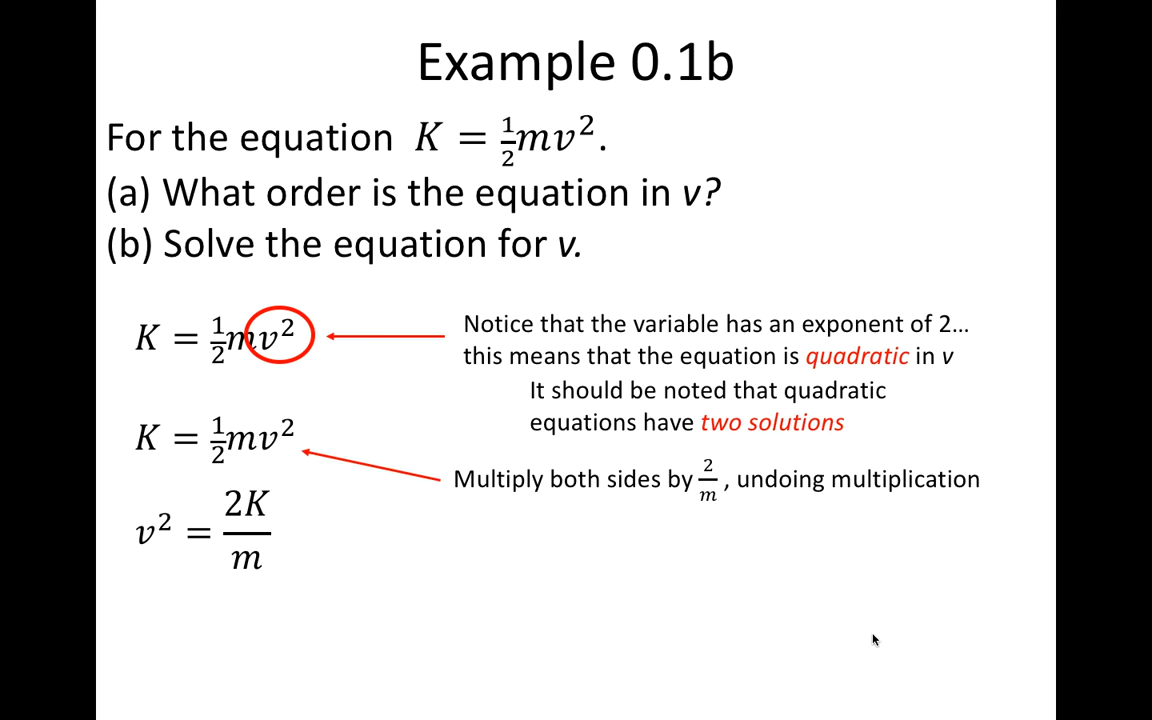 Example 0.1b
For the equation K = ½mv².
(a) What order is the equation in v?
(b) Solve the equation for v.
K = ½mv²
Notice that the variable has an exponent of 2...
this means that the equation is quadratic in v
It should be noted that quadratic
equations have two solutions
K = ½mv²
Multiply both sides by 2/m , undoing multiplication
v² = 2K/m